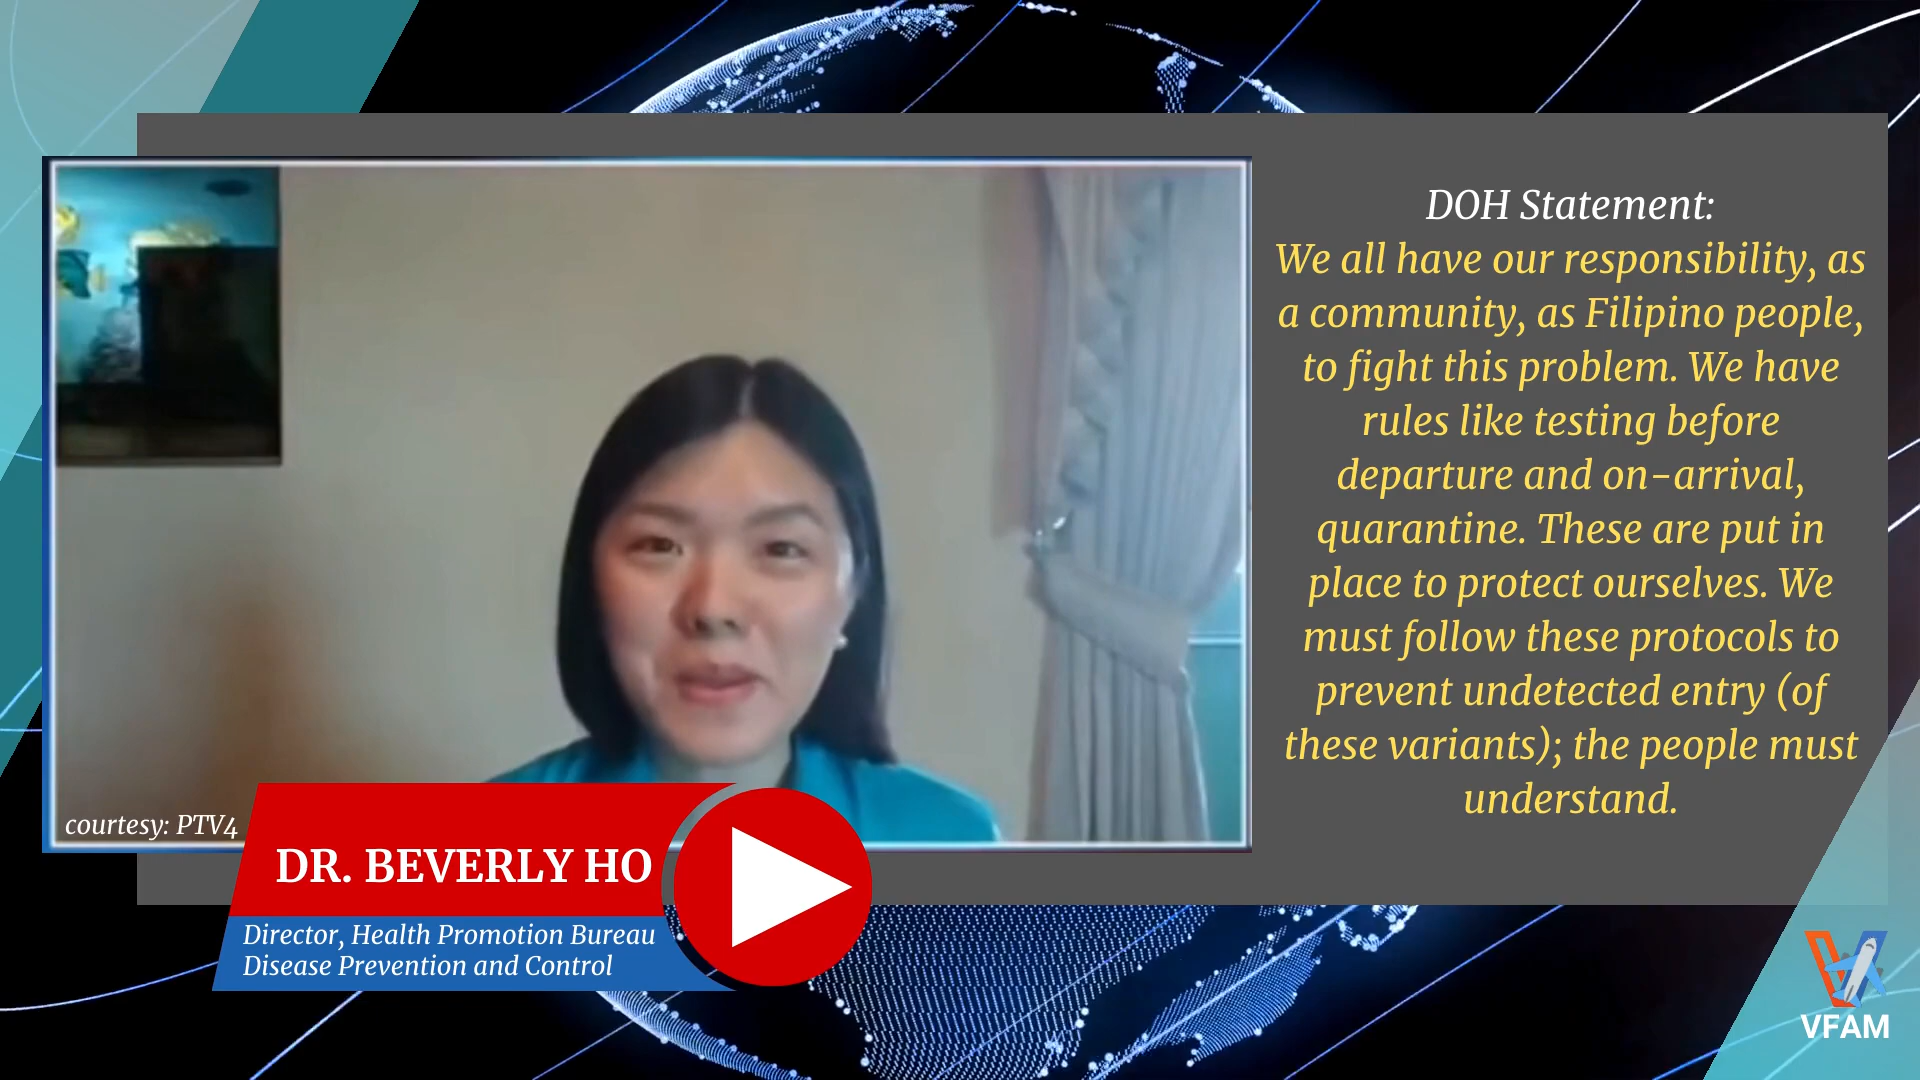 DOH Statement:
We all have our responsibility, as
a community, as Filipino people,
to fight this problem. We have
rules like testing before
departure and on-arrival,
quarantine. These are put in
place to protect ourselves. We
must follow these protocols to
prevent undetected entry (of
these variants); the people must
understand.
courtesy: PTV4
DR. BEVERLY HO
Director, Health Promotion Bureau
Disease Prevention and Control
VFAM